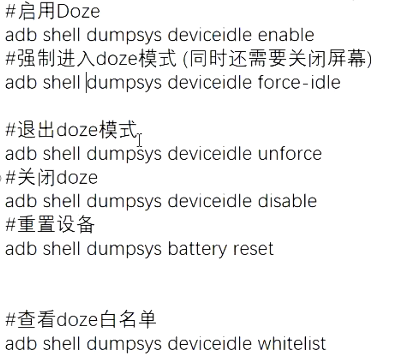 #启用Doze
adb shell dumpsys deviceidle enable
#强制进入doze模式 (同时还需要关闭屏幕)
adb shell dumpsys deviceidle force-idle
#退出doze模式
adb shell dumpsys deviceidle unforce
#关闭doze
adb shell dumpsys deviceidle disable
#重置设备
adb shell dumpsys battery reset
#查看doze白名单
adb shell dumpsys deviceidle whitelist